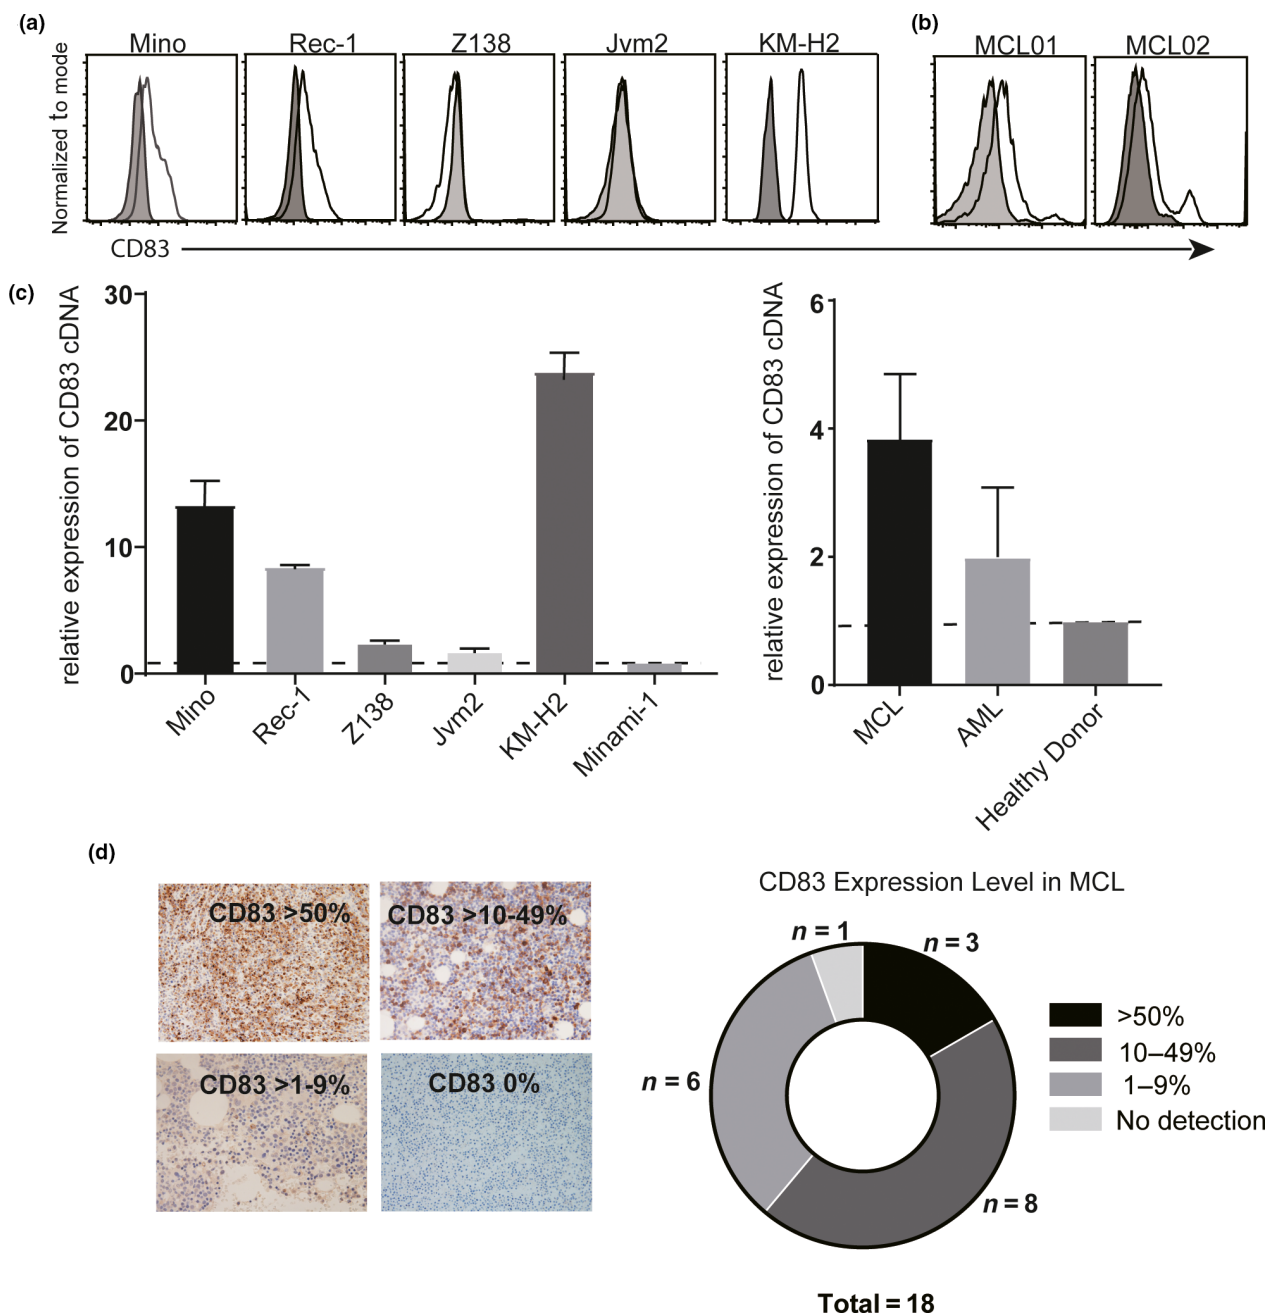 (a)
Mino
Rec-1
Z138
Jvm2
KM-H2
Normalized to mode
(b)
MCL01
MCL02
CD83
(c)
relative expression of CD83 cDNA
30
20
10
0
Mino
Rec-1
Z138
Jvm2
KM-H2
Minami-1
relative expression of CD83 cDNA
6
4
2
0
MCL
AML
Healthy Donor
(d)
CD83 >50%
CD83 >10-49%
CD83 >1-9%
CD83 0%
CD83 Expression Level in MCL
n = 1
n = 3
n = 6
n = 8
>50%
10–49%
1–9%
No detection
Total = 18